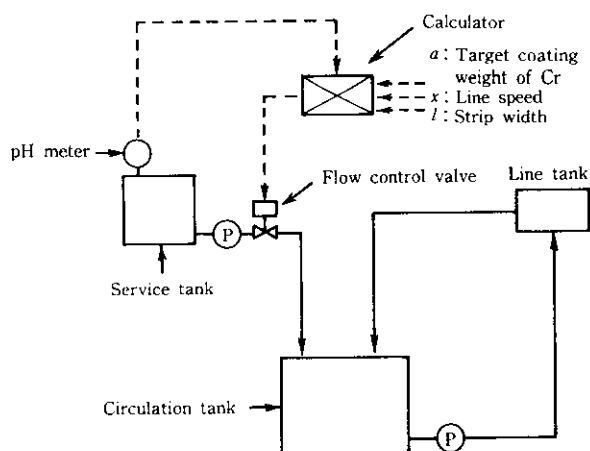 Calculator
a: Target coating
weight of Cr
x: Line speed
l: Strip width
pH meter
Flow control valve
Line tank
P
Service tank
Circulation tank
P